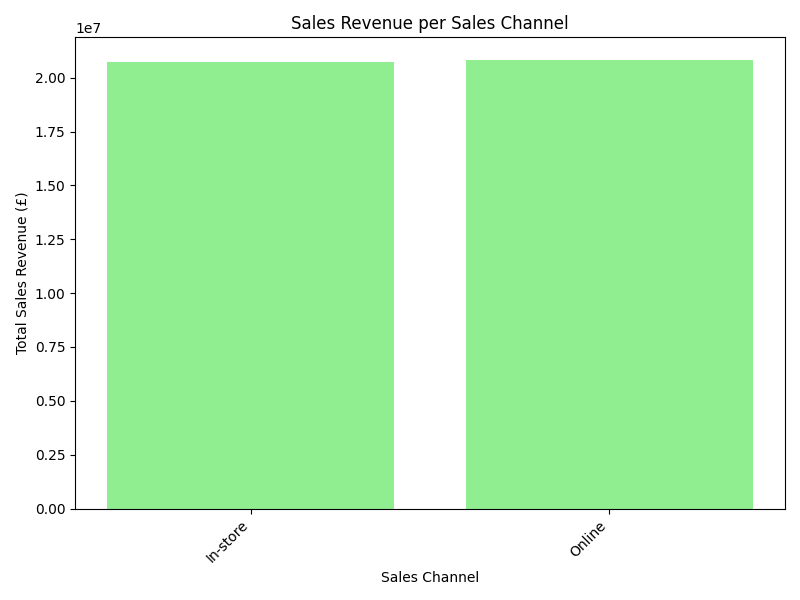 Sales Revenue per Sales Channel
1e7
Total Sales Revenue (£)
2.00
1.75
1.50
1.25
1.00
0.75
0.50
0.25
0.00
In-store
Online
Sales Channel